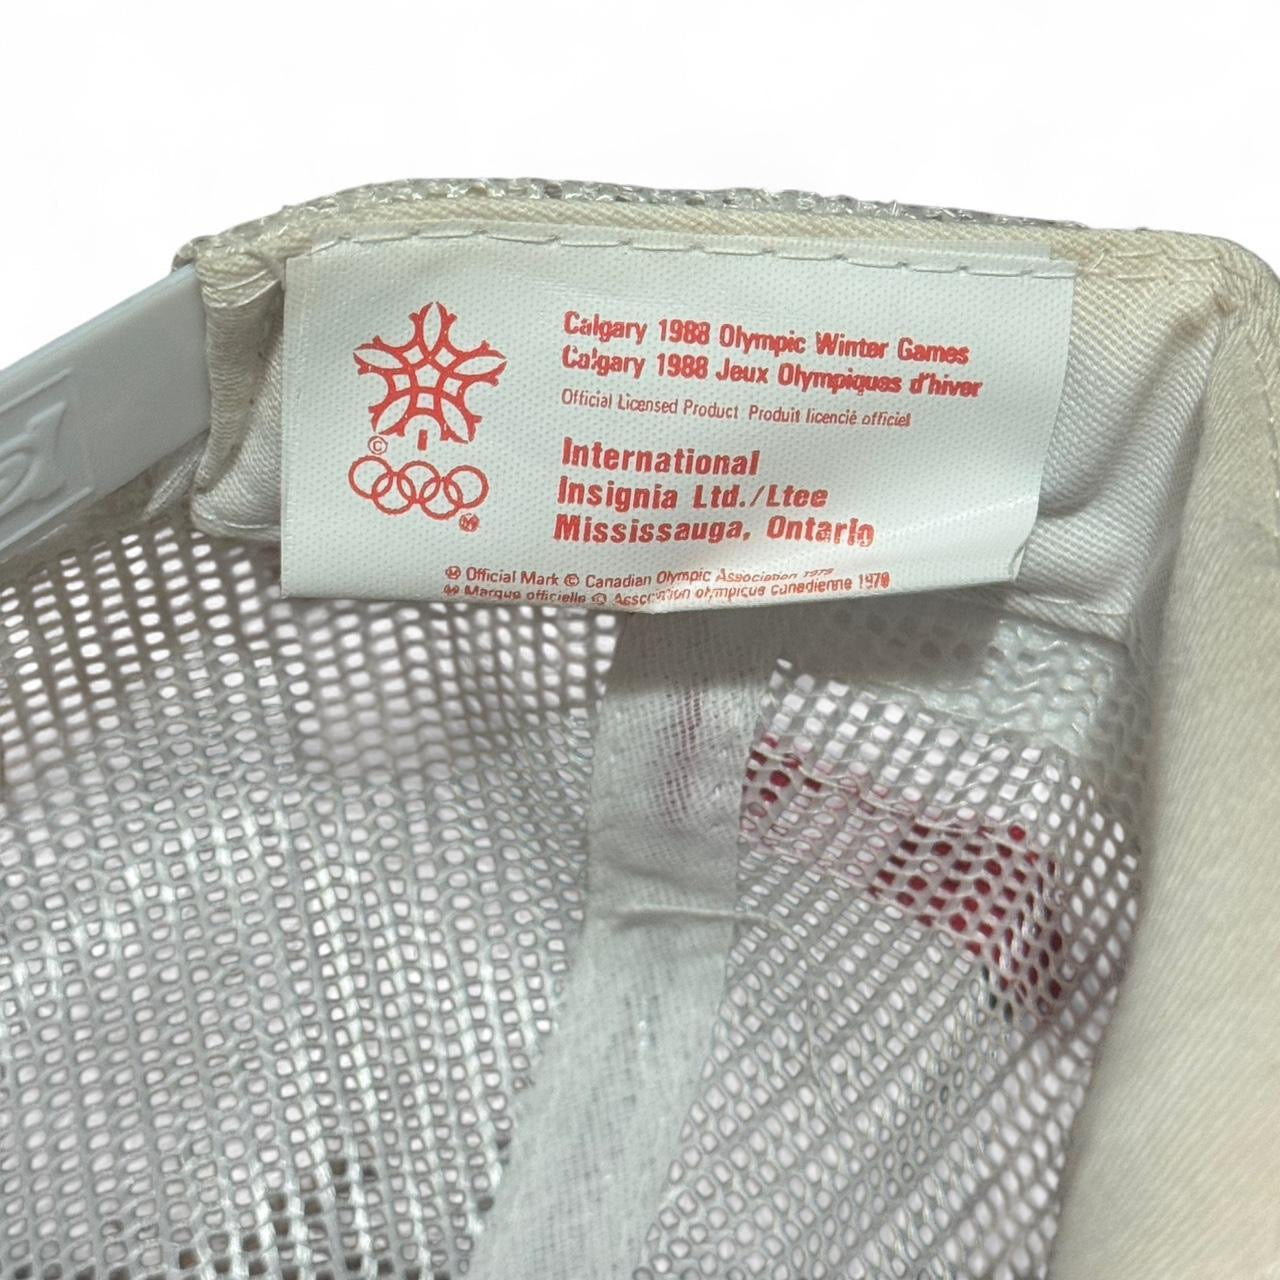 Calgary 1988 Olympic Winter Games
Calgary 1988 Jeux Olympiques d'hiver
Official Licensed Product Produit licencié officiel
International
Insignia Ltd./Ltee
Mississauga, Ontario
©
Ⓜ
Ⓜ Official Mark © Canadian Olympic Association 1979
Ⓜ Marque officielle © Association olympique canadienne 1979